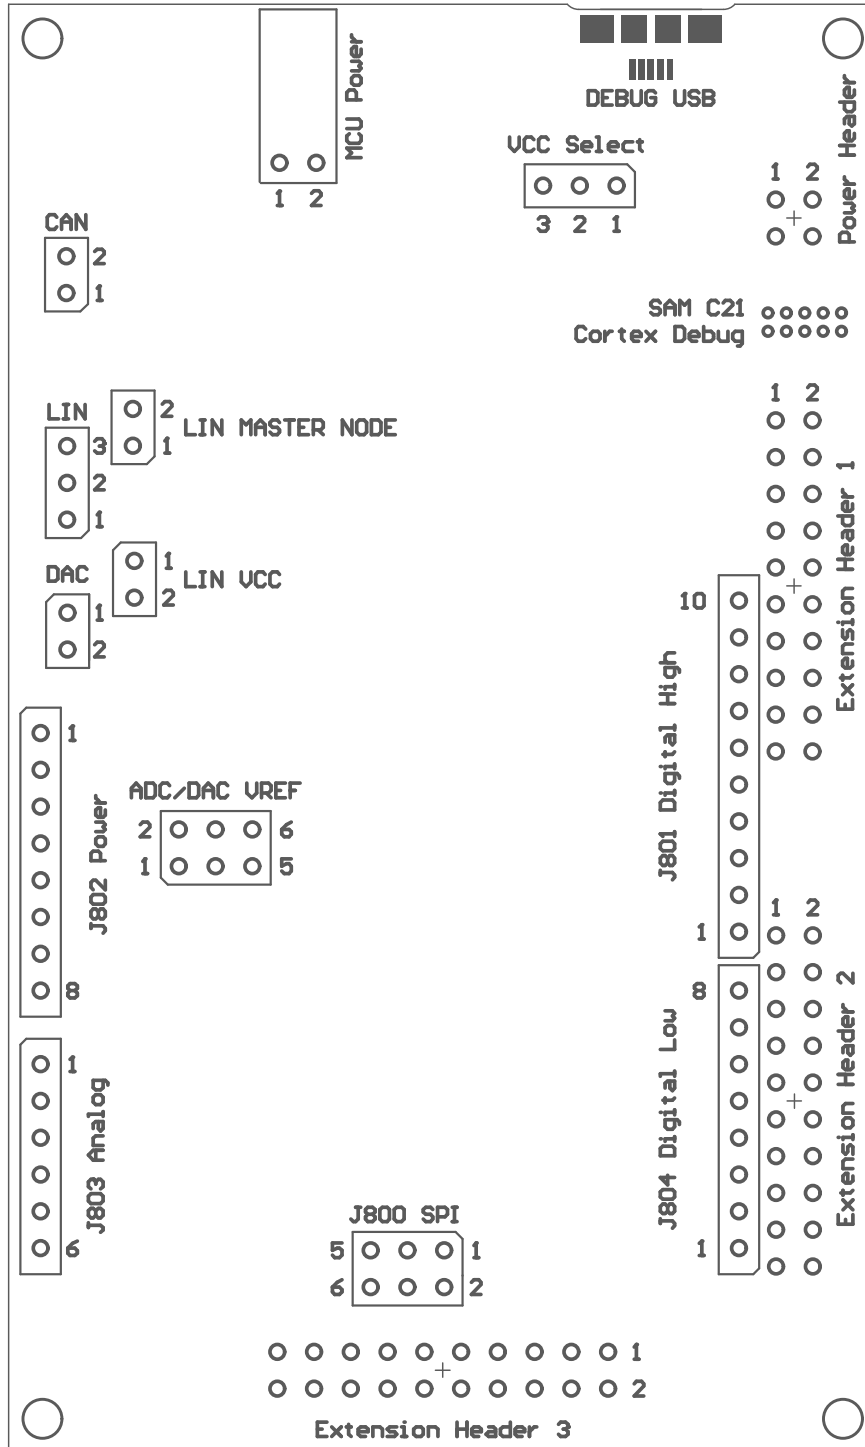 DEBUG USB
MCU Power
1 2
VCC Select
3 2 1
Power Header
1 2
CAN
2
1
SAM C21
Cortex Debug
LIN
3
2
1
2
1
LIN MASTER NODE
1 2
Extension Header 1
DAC
1
2
1
2
LIN VCC
10
J801 Digital High
1
1
J802 Power
8
ADC/DAC VREF
2 6
1 5
1 2
Extension Header 2
8
J804 Digital Low
1
1
J803 Analog
6
J800 SPI
5 1
6 2
1
2
Extension Header 3